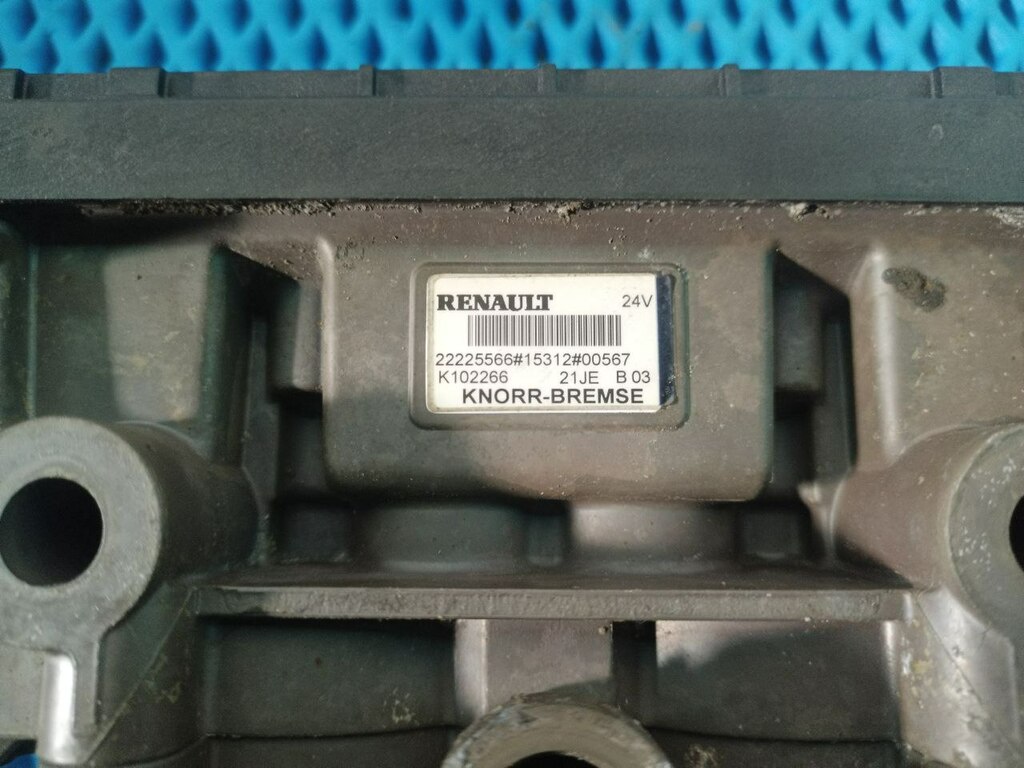 RENAULT 24V
22225566#15312#00567
K102266 21JE B 03
KNORR-BREMSE